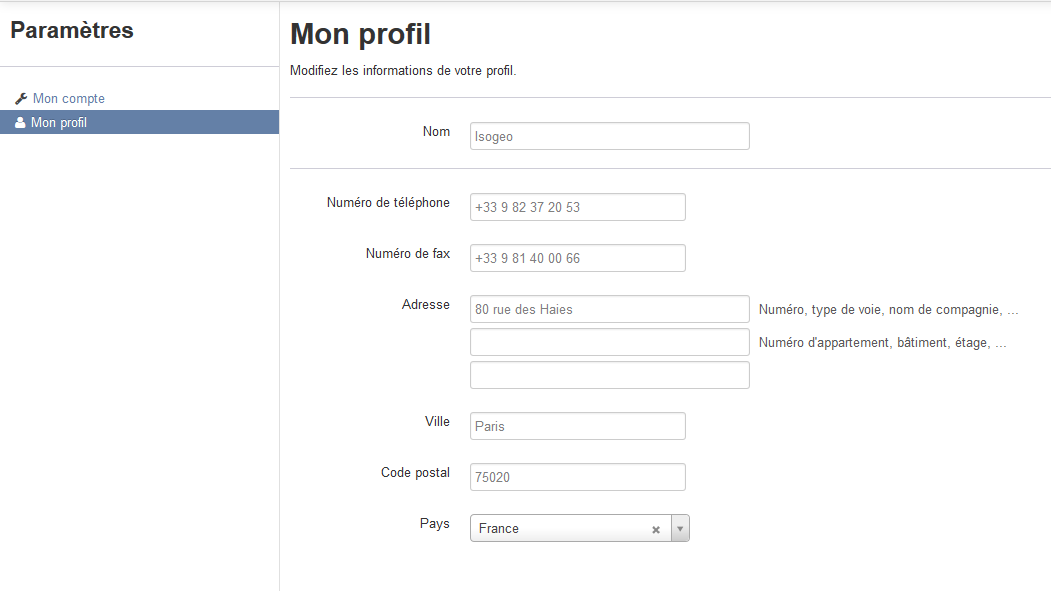 Paramètres
Mon compte
Mon profil
Mon profil
Modifiez les informations de votre profil.
Nom Isogeo
Numéro de téléphone +33 9 82 37 20 53
Numéro de fax +33 9 81 40 00 66
Adresse 80 rue des Haies Numéro, type de voie, nom de compagnie, ...
Numéro d'appartement, bâtiment, étage, ...
Ville Paris
Code postal 75020
Pays France